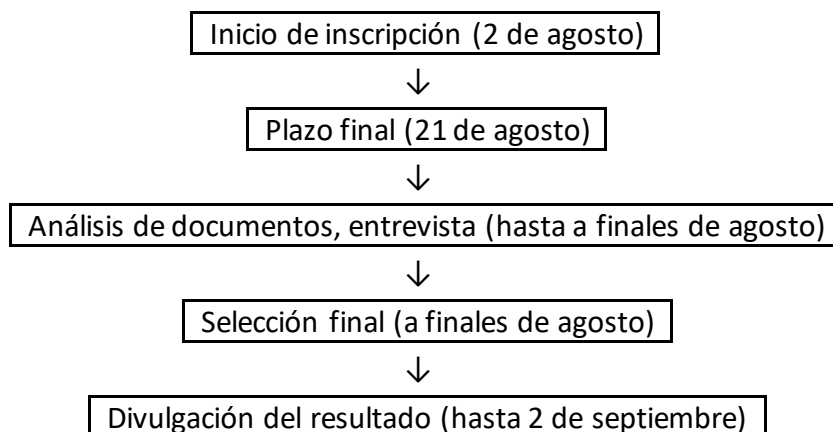 Inicio de inscripción (2 de agosto)
↓
Plazo final (21 de agosto)
↓
Análisis de documentos, entrevista (hasta a finales de agosto)
↓
Selección final (a finales de agosto)
↓
Divulgación del resultado (hasta 2 de septiembre)